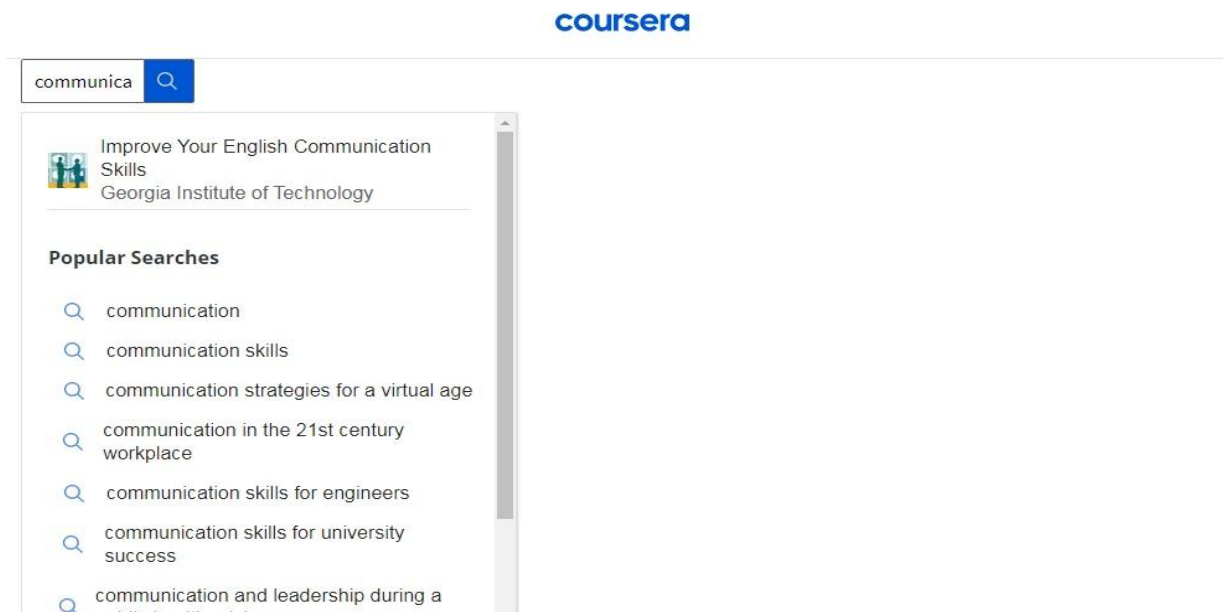 coursera
communica
Improve Your English Communication
Skills
Georgia Institute of Technology
Popular Searches
communication
communication skills
communication strategies for a virtual age
communication in the 21st century
workplace
communication skills for engineers
communication skills for university
success
communication and leadership during a